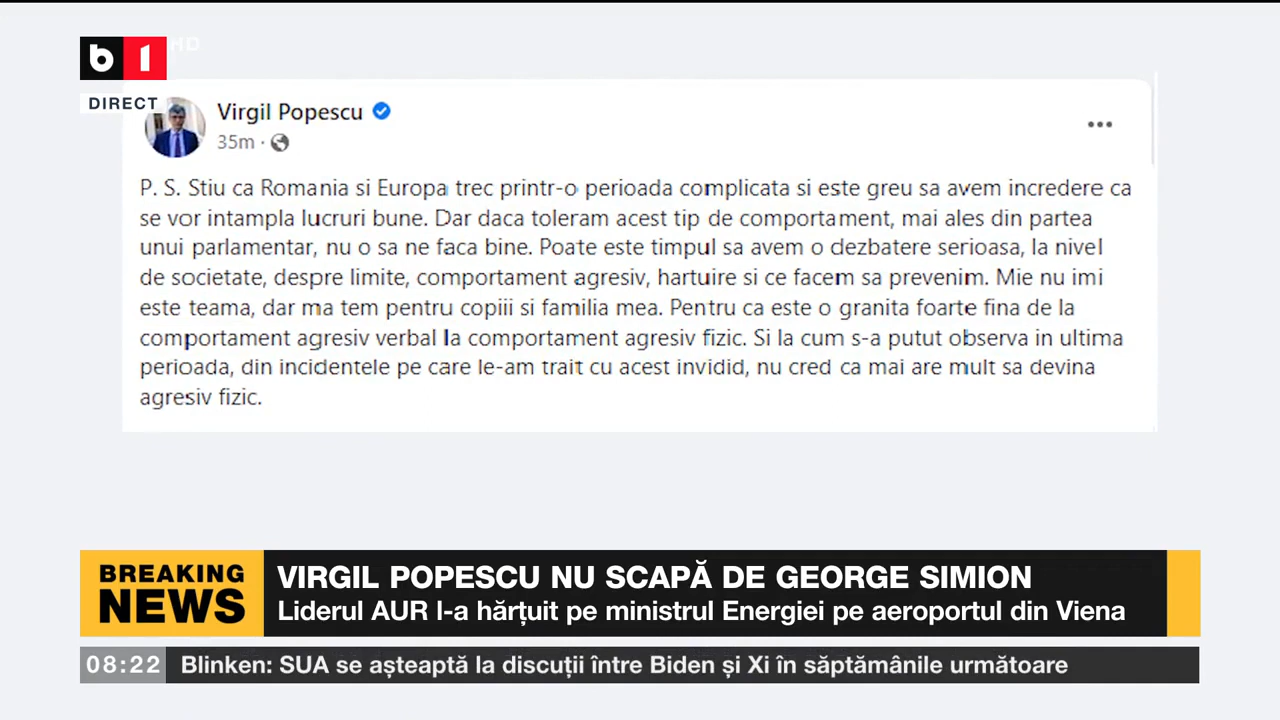 b1 HD
DIRECT
Virgil Popescu
35m ·
P. S. Stiu ca Romania si Europa trec printr-o perioada complicata si este greu sa avem incredere ca
se vor intampla lucruri bune. Dar daca toleram acest tip de comportament, mai ales din partea
unui parlamentar, nu o sa ne faca bine. Poate este timpul sa avem o dezbatere serioasa, la nivel
de societate, despre limite, comportament agresiv, hartuire si ce facem sa prevenim. Mie nu imi
este teama, dar ma tem pentru copiii si familia mea. Pentru ca este o granita foarte fina de la
comportament agresiv verbal la comportament agresiv fizic. Si la cum s-a putut observa in ultima
perioada, din incidentele pe care le-am trait cu acest invidid, nu cred ca mai are mult sa devina
agresiv fizic.
BREAKING
NEWS
VIRGIL POPESCU NU SCAPĂ DE GEORGE SIMION
Liderul AUR l-a hărțuit pe ministrul Energiei pe aeroportul din Viena
08:22 Blinken: SUA se așteaptă la discuții între Biden și Xi în săptămânile următoare